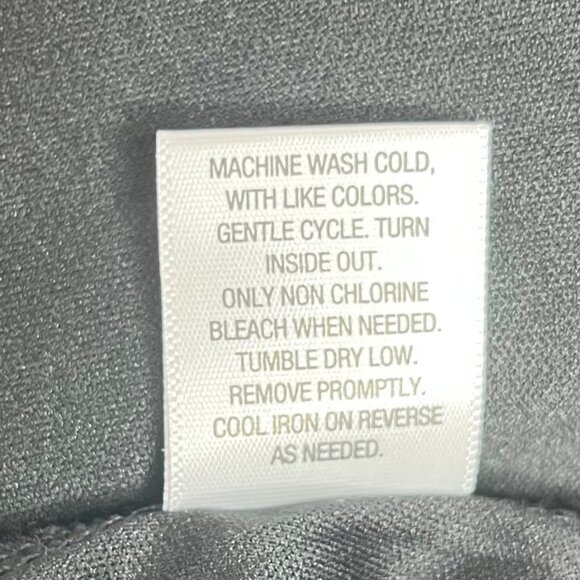 MACHINE WASH COLD,
WITH LIKE COLORS.
GENTLE CYCLE. TURN
INSIDE OUT.
ONLY NON CHLORINE
BLEACH WHEN NEEDED.
TUMBLE DRY LOW.
REMOVE PROMPTLY.
COOL IRON ON REVERSE
AS NEEDED.